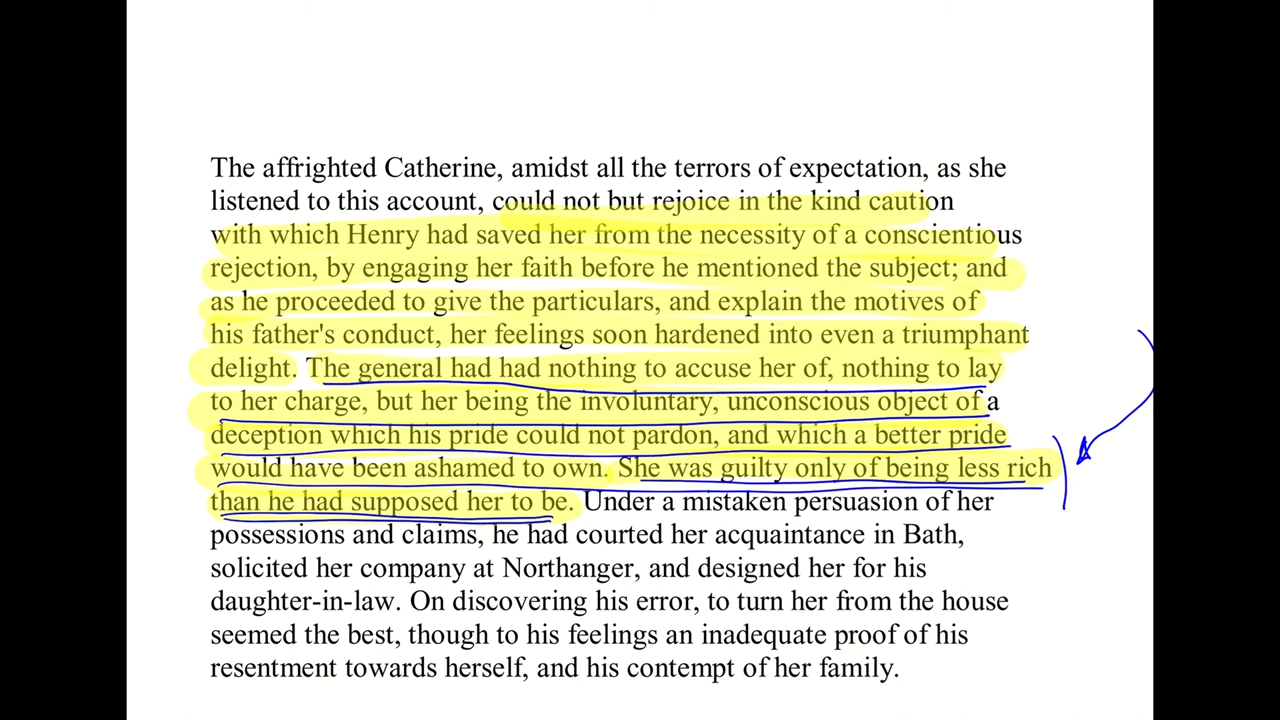 The affrighted Catherine, amidst all the terrors of expectation, as she
listened to this account, could not but rejoice in the kind caution
with which Henry had saved her from the necessity of a conscientious
rejection, by engaging her faith before he mentioned the subject; and
as he proceeded to give the particulars, and explain the motives of
his father's conduct, her feelings soon hardened into even a triumphant
delight. The general had had nothing to accuse her of, nothing to lay
to her charge, but her being the involuntary, unconscious object of a
deception which his pride could not pardon, and which a better pride
would have been ashamed to own. She was guilty only of being less rich
than he had supposed her to be. Under a mistaken persuasion of her
possessions and claims, he had courted her acquaintance in Bath,
solicited her company at Northanger, and designed her for his
daughter-in-law. On discovering his error, to turn her from the house
seemed the best, though to his feelings an inadequate proof of his
resentment towards herself, and his contempt of her family.